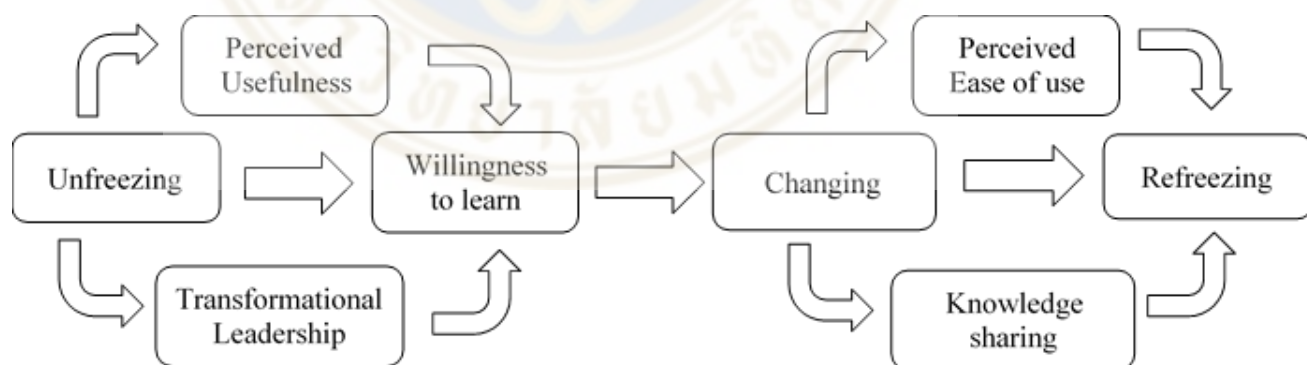 Perceived
Usefulness
Unfreezing
Willingness
to learn
Transformational
Leadership
Changing
Perceived
Ease of use
Refreezing
Knowledge
sharing